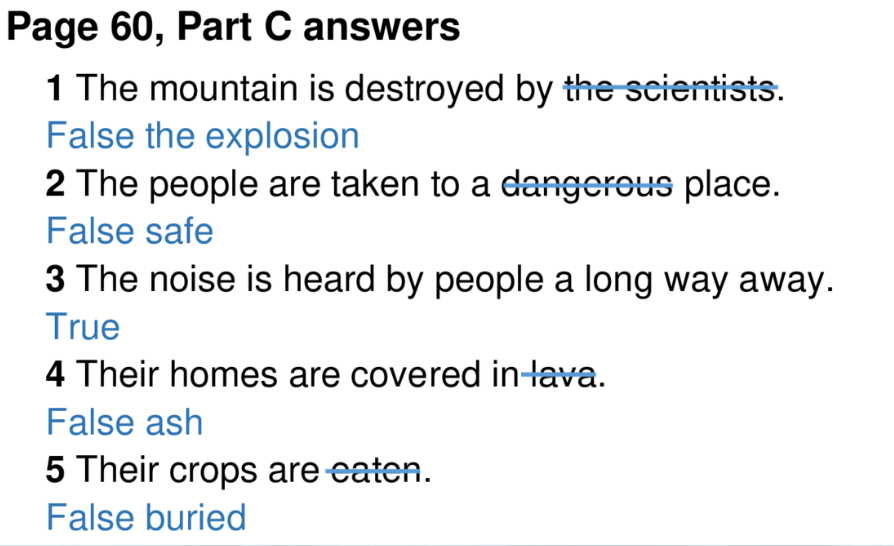 Page 60, Part C answers
1 The mountain is destroyed by the scientists.
False the explosion
2 The people are taken to a dangerous place.
False safe
3 The noise is heard by people a long way away.
True
4 Their homes are covered in lava.
False ash
5 Their crops are eaten.
False buried